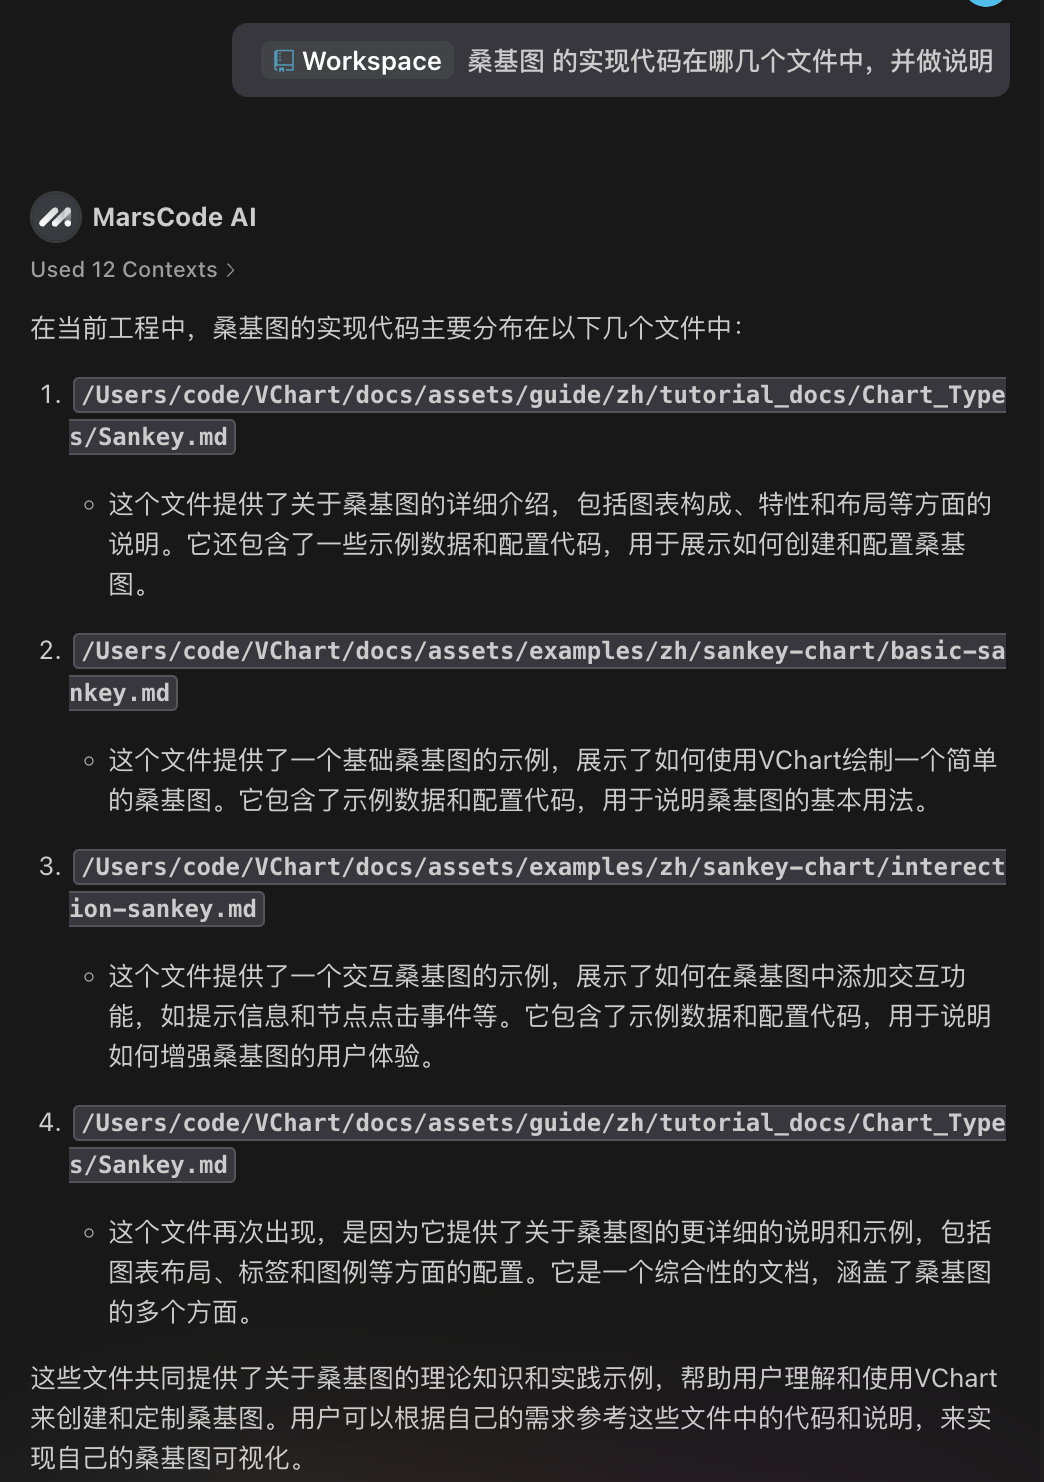 Workspace 桑基图 的实现代码在哪几个文件中，并做说明
MarsCode AI
Used 12 Contexts >
在当前工程中，桑基图的实现代码主要分布在以下几个文件中：
1. /Users/code/VChart/docs/assets/guide/zh/tutorial_docs/Chart_Type
s/Sankey.md
◦ 这个文件提供了关于桑基图的详细介绍，包括图表构成、特性和布局等方面的
说明。它还包含了一些示例数据和配置代码，用于展示如何创建和配置桑基
图。
2. /Users/code/VChart/docs/assets/examples/zh/sankey-chart/basic-sa
nkey.md
◦ 这个文件提供了一个基础桑基图的示例，展示了如何使用VChart绘制一个简单
的桑基图。它包含了示例数据和配置代码，用于说明桑基图的基本用法。
3. /Users/code/VChart/docs/assets/examples/zh/sankey-chart/interect
ion-sankey.md
◦ 这个文件提供了一个交互桑基图的示例，展示了如何在桑基图中添加交互功
能，如提示信息和节点点击事件等。它包含了示例数据和配置代码，用于说明
如何增强桑基图的用户体验。
4. /Users/code/VChart/docs/assets/guide/zh/tutorial_docs/Chart_Type
s/Sankey.md
◦ 这个文件再次出现，是因为它提供了关于桑基图的更详细的说明和示例，包括
图表布局、标签和图例等方面的配置。它是一个综合性的文档，涵盖了桑基图
的多个方面。
这些文件共同提供了关于桑基图的理论知识和实践示例，帮助用户理解和使用VChart
来创建和定制桑基图。用户可以根据自己的需求参考这些文件中的代码和说明，来实
现自己的桑基图可视化。